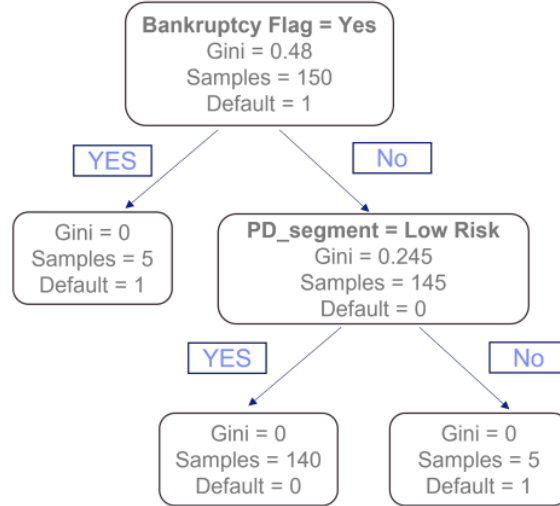 Bankruptcy Flag = Yes
Gini = 0.48
Samples = 150
Default = 1
YES
No
Gini = 0
Samples = 5
Default = 1
PD_segment = Low Risk
Gini = 0.245
Samples = 145
Default = 0
YES
No
Gini = 0
Samples = 140
Default = 0
Gini = 0
Samples = 5
Default = 1